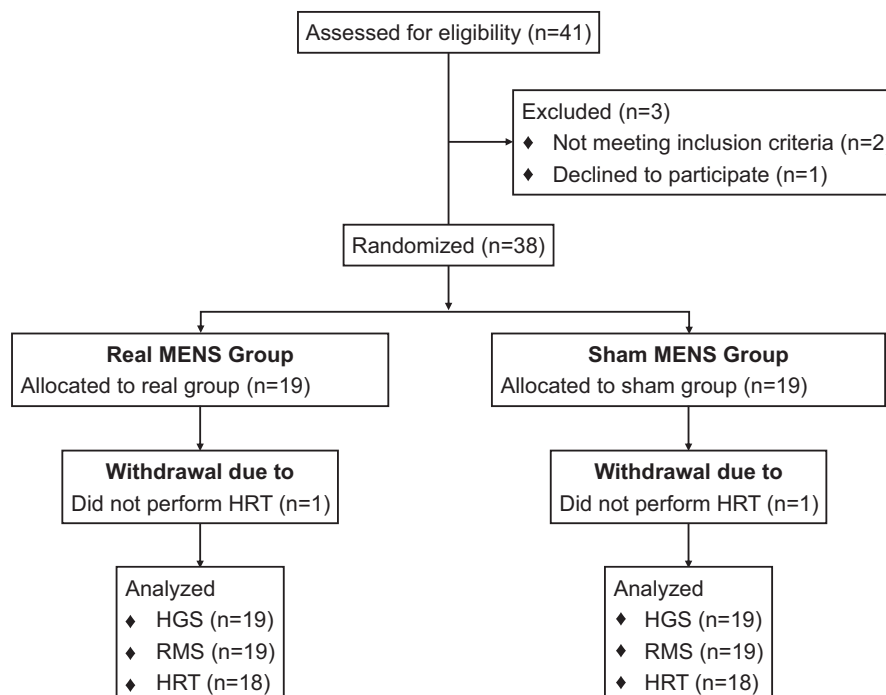 Assessed for eligibility (n=41)
Excluded (n=3)
♦ Not meeting inclusion criteria (n=2
♦ Declined to participate (n=1)
Randomized (n=38)
Real MENS Group
Allocated to real group (n=19)
Sham MENS Group
Allocated to sham group (n=19)
Withdrawal due to
Did not perform HRT (n=1)
Withdrawal due to
Did not perform HRT (n=1)
Analyzed
♦ HGS (n=19)
♦ RMS (n=19)
♦ HRT (n=18)
Analyzed
♦ HGS (n=19)
♦ RMS (n=19)
♦ HRT (n=18)